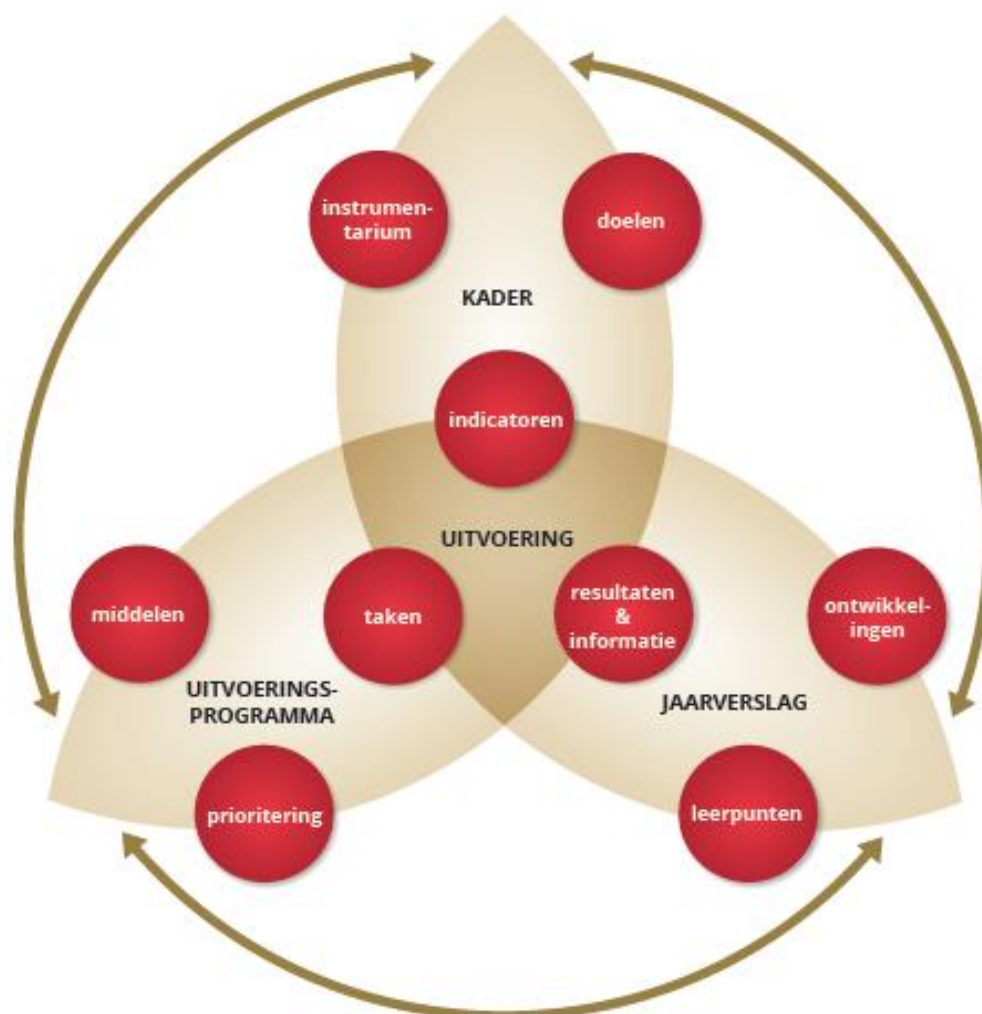 instrumen-
tarium
doelen
KADER
indicatoren
UITVOERING
middelen
taken
resultaten
&
informatie
ontwikkel-
ingen
UITVOERINGS-
PROGRAMMA
JAARVERSLAG
prioritering
leerpunten